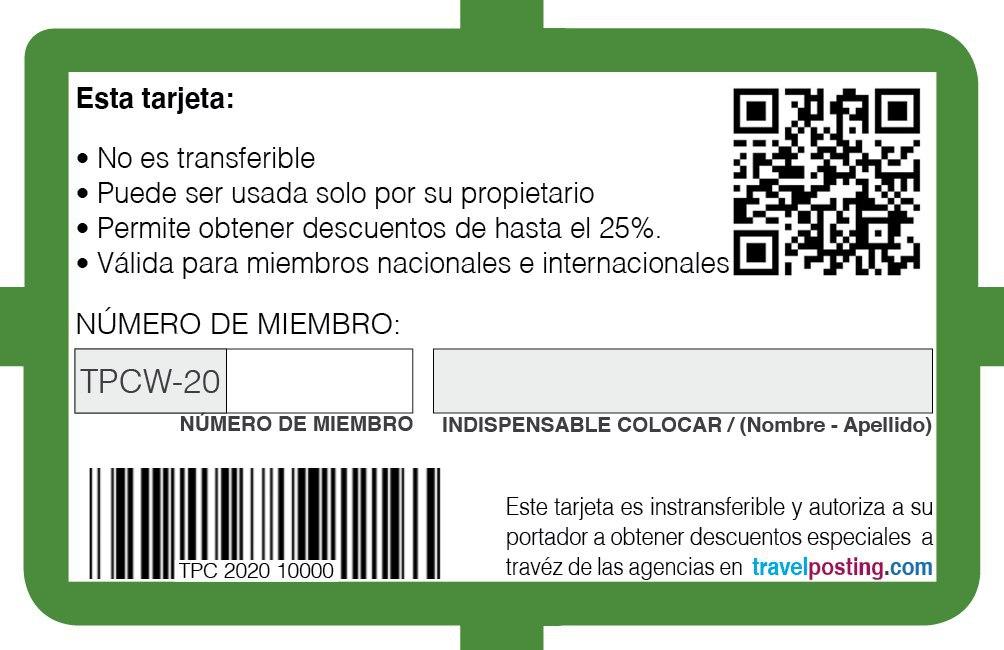 Esta tarjeta:
• No es transferible
• Puede ser usada solo por su propietario
• Permite obtener descuentos de hasta el 25%.
• Válida para miembros nacionales e internacionales
NÚMERO DE MIEMBRO:
TPCW-20
NÚMERO DE MIEMBRO
INDISPENSABLE COLOCAR / (Nombre - Apellido)
TPC 2020 10000
Este tarjeta es instransferible y autoriza a su
portador a obtener descuentos especiales a
travéz de las agencias en travelposting.com